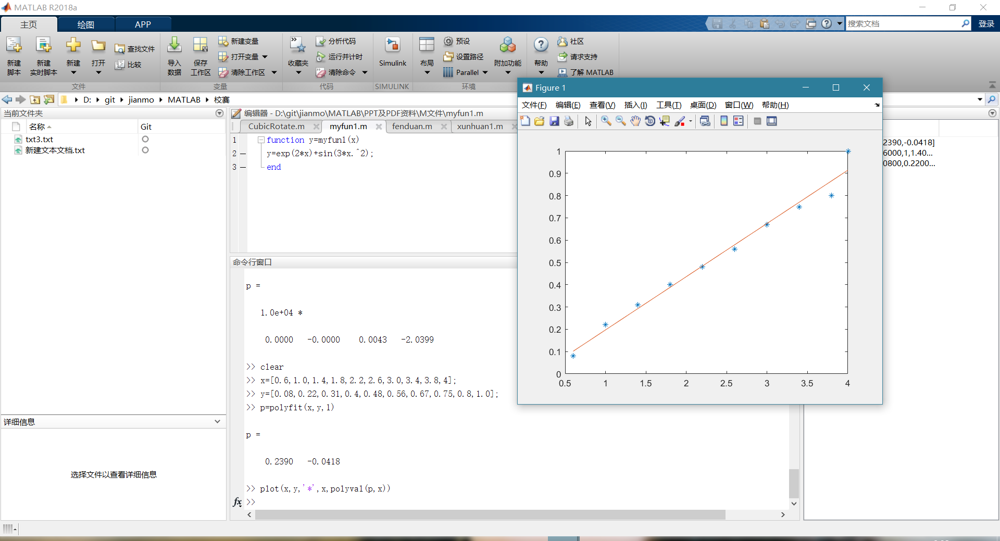 MATLAB R2018a
主页 绘图 APP
搜索文档 登录
新建
脚本
新建
实时脚本
新建
打开
查找文件
比较
导入
数据
保存
工作区
新建变量
打开变量
清除工作区
收藏夹
分析代码
运行并计时
清除命令
Simulink
布局
预设
设置路径
Parallel
附加功能
帮助
社区
请求支持
了解 MATLAB
文件 变量 代码 SIMULINK 环境
D: git jianmo MATLAB 校赛
当前文件夹
名称 Git
txt3.txt
新建文本文档.txt
详细信息
选择文件以查看详细信息
编辑器 - D:\git\jianmo\MATLAB\PPT及PDF资料\M文件\myfun1.m
CubicRotate.m myfun1.m fenduan.m xunhuan1.m
1 function y=myfun1(x)
2 y=exp(2*x)+sin(3*x.^2);
3 end
命令行窗口
p =
1.0e+04 *
0.0000 -0.0000 0.0043 -2.0399
>> clear
>> x=[0.6,1.0,1.4,1.8,2.2,2.6,3.0,3.4,3.8,4];
>> y=[0.08,0.22,0.31,0.4,0.48,0.56,0.67,0.75,0.8,1.0];
>> p=polyfit(x,y,1)
p =
0.2390 -0.0418
>> plot(x,y,'*',x,polyval(p,x))
fx >>
Figure 1
文件(F) 编辑(E) 查看(V) 插入(I) 工具(T) 桌面(D) 窗口(W) 帮助(H)
1
0.9
0.8
0.7
0.6
0.5
0.4
0.3
0.2
0.1
0
0.5 1 1.5 2 2.5 3 3.5 4
2390,-0.0418]
6000,1,1.40...
0800,0.2200...